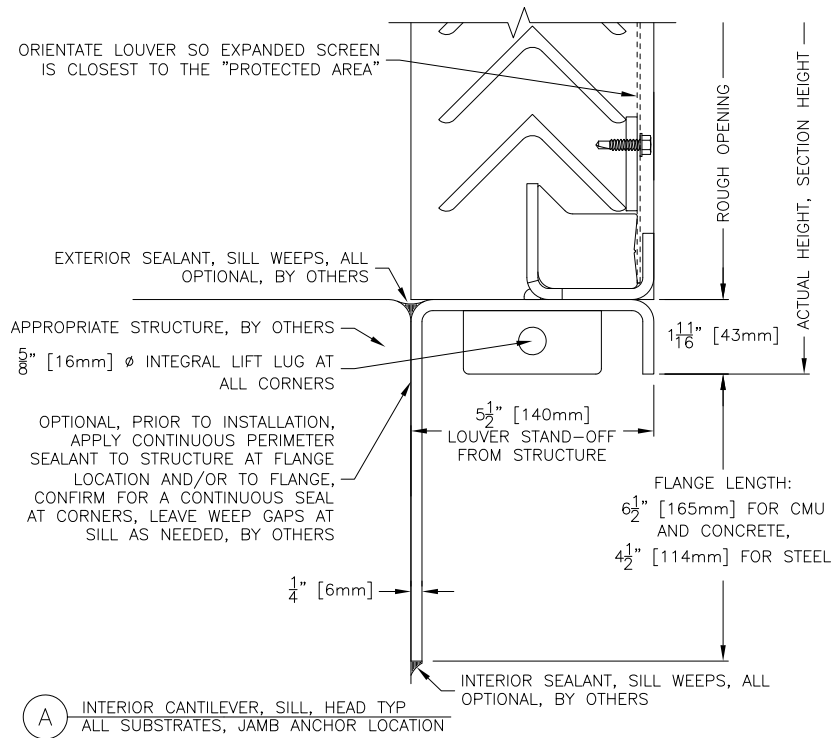 ORIENTATE LOUVER SO EXPANDED SCREEN
IS CLOSEST TO THE "PROTECTED AREA"
ROUGH OPENING
ACTUAL HEIGHT, SECTION HEIGHT
EXTERIOR SEALANT, SILL WEEPS, ALL
OPTIONAL, BY OTHERS
APPROPRIATE STRUCTURE, BY OTHERS
5/8" [16mm] ø INTEGRAL LIFT LUG AT
ALL CORNERS
1 11/16" [43mm]
OPTIONAL, PRIOR TO INSTALLATION,
APPLY CONTINUOUS PERIMETER
SEALANT TO STRUCTURE AT FLANGE
LOCATION AND/OR TO FLANGE,
CONFIRM FOR A CONTINUOUS SEAL
AT CORNERS, LEAVE WEEP GAPS AT
SILL AS NEEDED, BY OTHERS
5 1/2" [140mm]
LOUVER STAND-OFF
FROM STRUCTURE
FLANGE LENGTH:
6 1/2" [165mm] FOR CMU
AND CONCRETE,
4 1/2" [114mm] FOR STEEL
1/4" [6mm]
INTERIOR SEALANT, SILL WEEPS, ALL
OPTIONAL, BY OTHERS
A
INTERIOR CANTILEVER, SILL, HEAD TYP
ALL SUBSTRATES, JAMB ANCHOR LOCATION